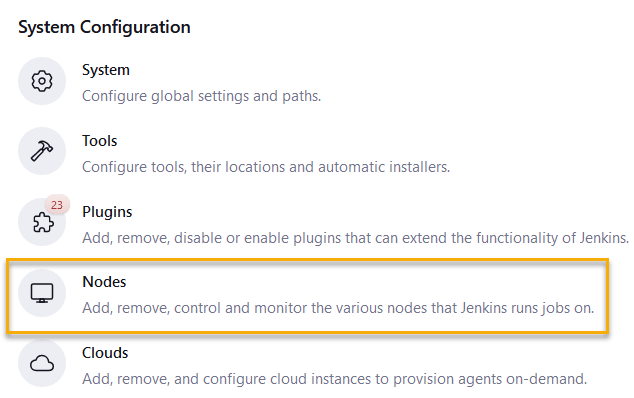 System Configuration
System
Configure global settings and paths.
Tools
Configure tools, their locations and automatic installers.
23
Plugins
Add, remove, disable or enable plugins that can extend the functionality of Jenkins.
Nodes
Add, remove, control and monitor the various nodes that Jenkins runs jobs on.
Clouds
Add, remove, and configure cloud instances to provision agents on-demand.